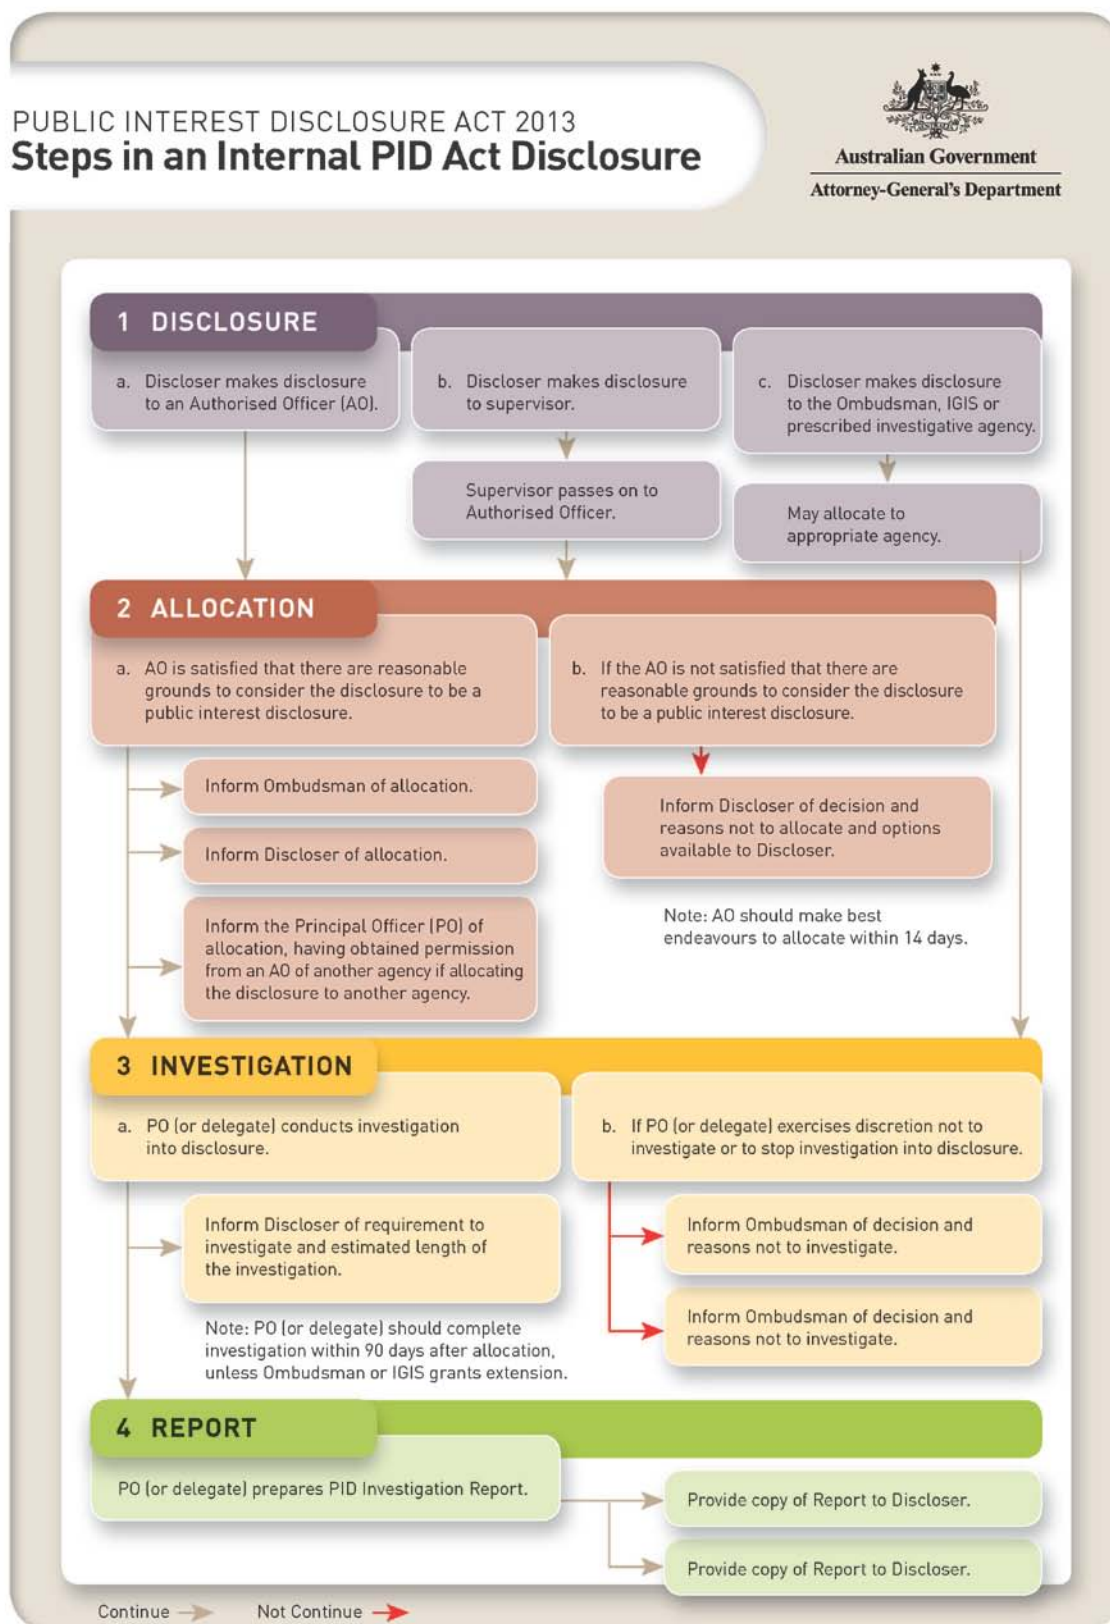 PUBLIC INTEREST DISCLOSURE ACT 2013
Steps in an Internal PID Act Disclosure
Australian Government
Attorney-General's Department
1 DISCLOSURE
a. Discloser makes disclosure
to an Authorised Officer (AO).
b. Discloser makes disclosure
to supervisor.
Supervisor passes on to
Authorised Officer.
c. Discloser makes disclosure
to the Ombudsman, IGIS or
prescribed investigative agency.
May allocate to
appropriate agency.
2 ALLOCATION
a. AO is satisfied that there are reasonable
grounds to consider the disclosure to be a
public interest disclosure.
Inform Ombudsman of allocation.
Inform Discloser of allocation.
Inform the Principal Officer (PO) of
allocation, having obtained permission
from an AO of another agency if allocating
the disclosure to another agency.
b. If the AO is not satisfied that there are
reasonable grounds to consider the disclosure
to be a public interest disclosure.
Inform Discloser of decision and
reasons not to allocate and options
available to Discloser.
Note: AO should make best
endeavours to allocate within 14 days.
3 INVESTIGATION
a. PO (or delegate) conducts investigation
into disclosure.
Inform Discloser of requirement to
investigate and estimated length of
the investigation.
Note: PO (or delegate) should complete
investigation within 90 days after allocation,
unless Ombudsman or IGIS grants extension.
b. If PO (or delegate) exercises discretion not to
investigate or to stop investigation into disclosure.
Inform Ombudsman of decision and
reasons not to investigate.
Inform Ombudsman of decision and
reasons not to investigate.
4 REPORT
PO (or delegate) prepares PID Investigation Report.
Provide copy of Report to Discloser.
Provide copy of Report to Discloser.
Continue
Not Continue